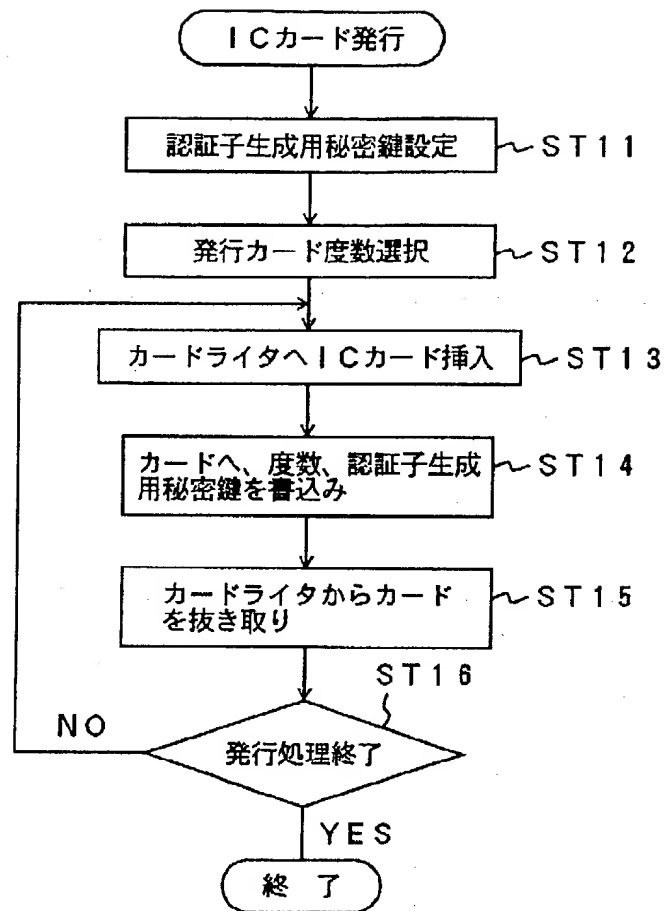 ICカード発行
認証子生成用秘密鍵設定
ST11
発行カード度数選択
ST12
カードライタへICカード挿入
ST13
カードへ、度数、認証子生成
用秘密鍵を書込み
ST14
カードライタからカード
を抜き取り
ST15
ST16
NO
発行処理終了
YES
終 了